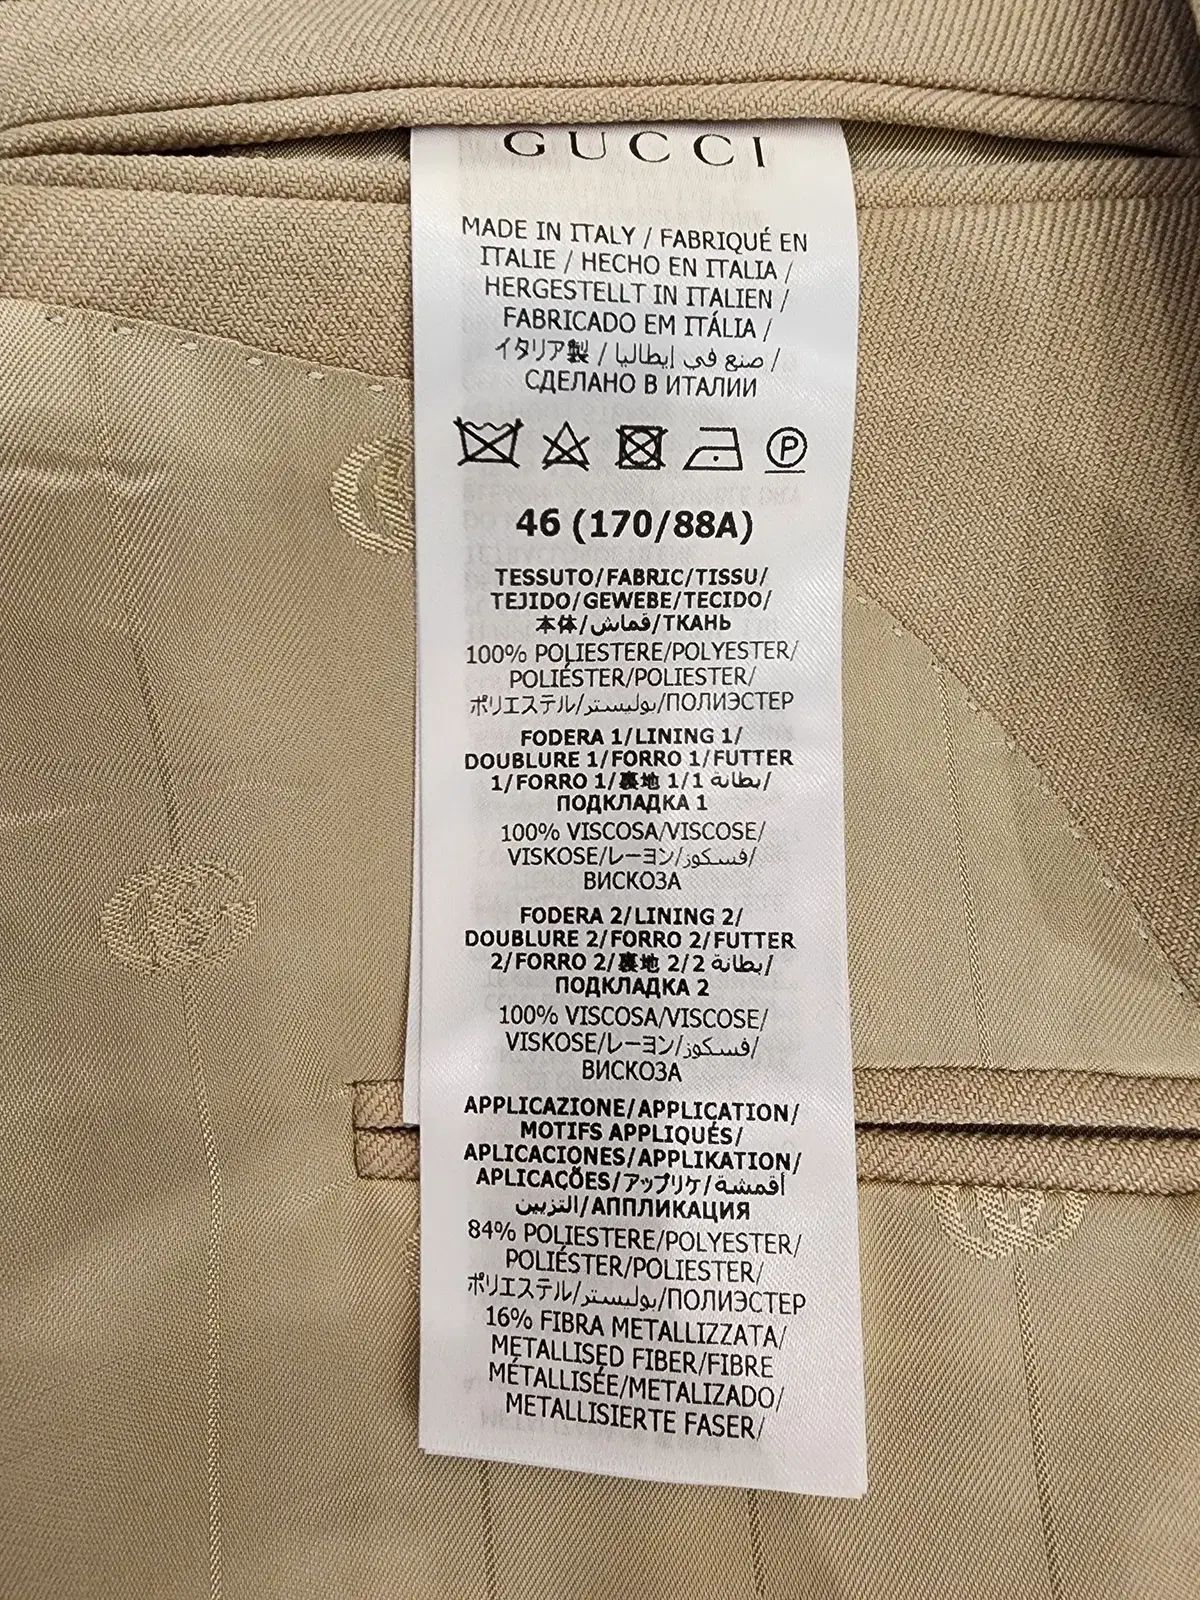 GUCCI
MADE IN ITALY / FABRIQUÉ EN
ITALIE / HECHO EN ITALIA /
HERGESTELLT IN ITALIEN /
FABRICADO EM ITÁLIA /
イタリア製 / صنع في إيطاليا /
СДЕЛАНО В ИТАЛИИ
P
46 (170/88A)
TESSUTO/FABRIC/TISSU/
TEJIDO/GEWEBE/TECIDO/
本体/قماش/ТКАНЬ
100% POLIESTERE/POLYESTER/
POLIÉSTER/POLIESTER/
ポリエステル/بوليستر/ПОЛИЭСТЕР
FODERA 1/LINING 1/
DOUBLURE 1/FORRO 1/FUTTER
1/FORRO 1/裏地 1/1 بطانة/
ПОДКЛАДКА 1
100% VISCOSA/VISCOSE/
VISKOSE/レーヨン/فسكوز/
ВИСКОЗА
FODERA 2/LINING 2/
DOUBLURE 2/FORRO 2/FUTTER
2/FORRO 2/裏地 2/2 بطانة/
ПОДКЛАДКА 2
100% VISCOSA/VISCOSE/
VISKOSE/レーヨン/فسكوز/
ВИСКОЗА
APPLICAZIONE/APPLICATION/
MOTIFS APPLIQUÉS/
APLICACIONES/APPLIKATION/
APLICAÇÕES/アップリケ/أقمشة
التزيين/АППЛИКАЦИЯ
84% POLIESTERE/POLYESTER/
POLIÉSTER/POLIESTER/
ポリエステル/بوليستر/ПОЛИЭСТЕР
16% FIBRA METALLIZZATA/
METALLISED FIBER/FIBRE
MÉTALLISÉE/METALIZADO/
METALLISIERTE FASER/